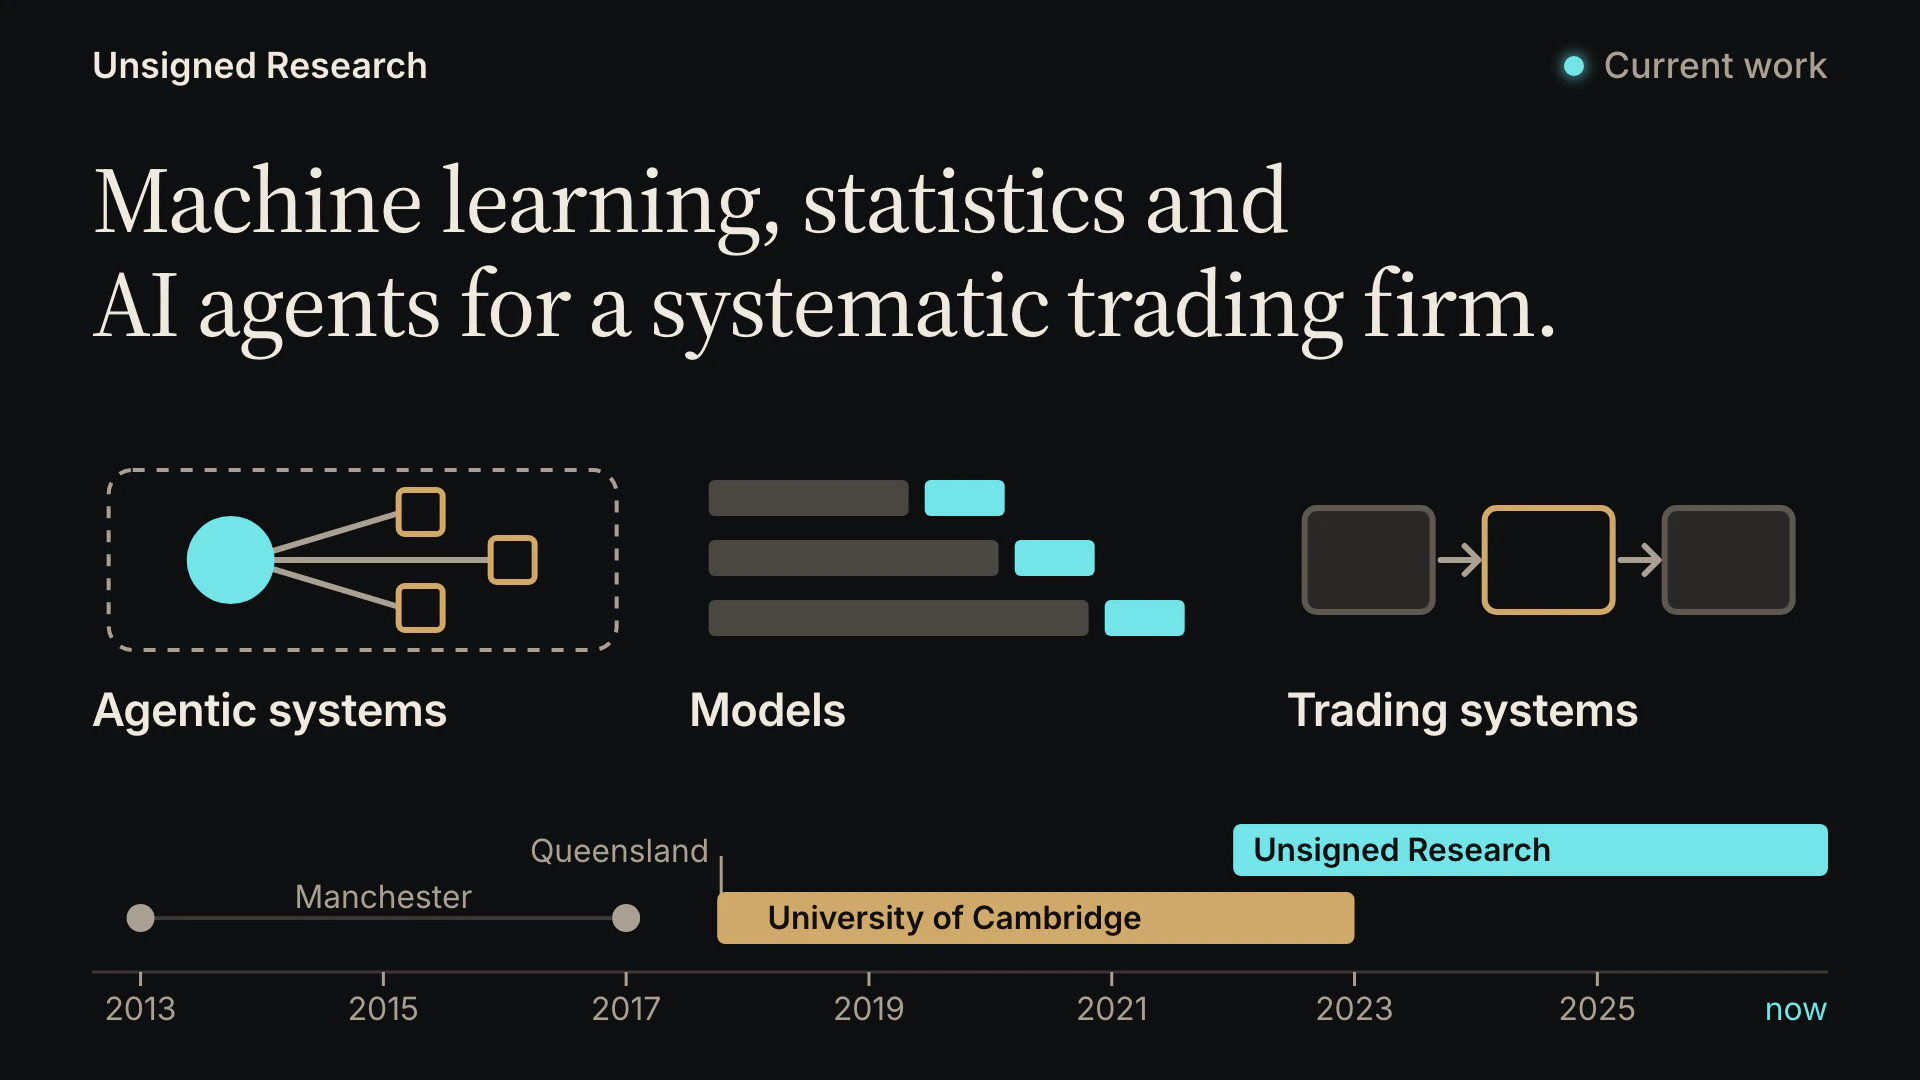 Unsigned Research
Current work
Machine learning, statistics and
AI agents for a systematic trading firm.
Agentic systems
Models
Trading systems
Queensland
Unsigned Research
Manchester
University of Cambridge
2013
2015
2017
2019
2021
2023
2025
now